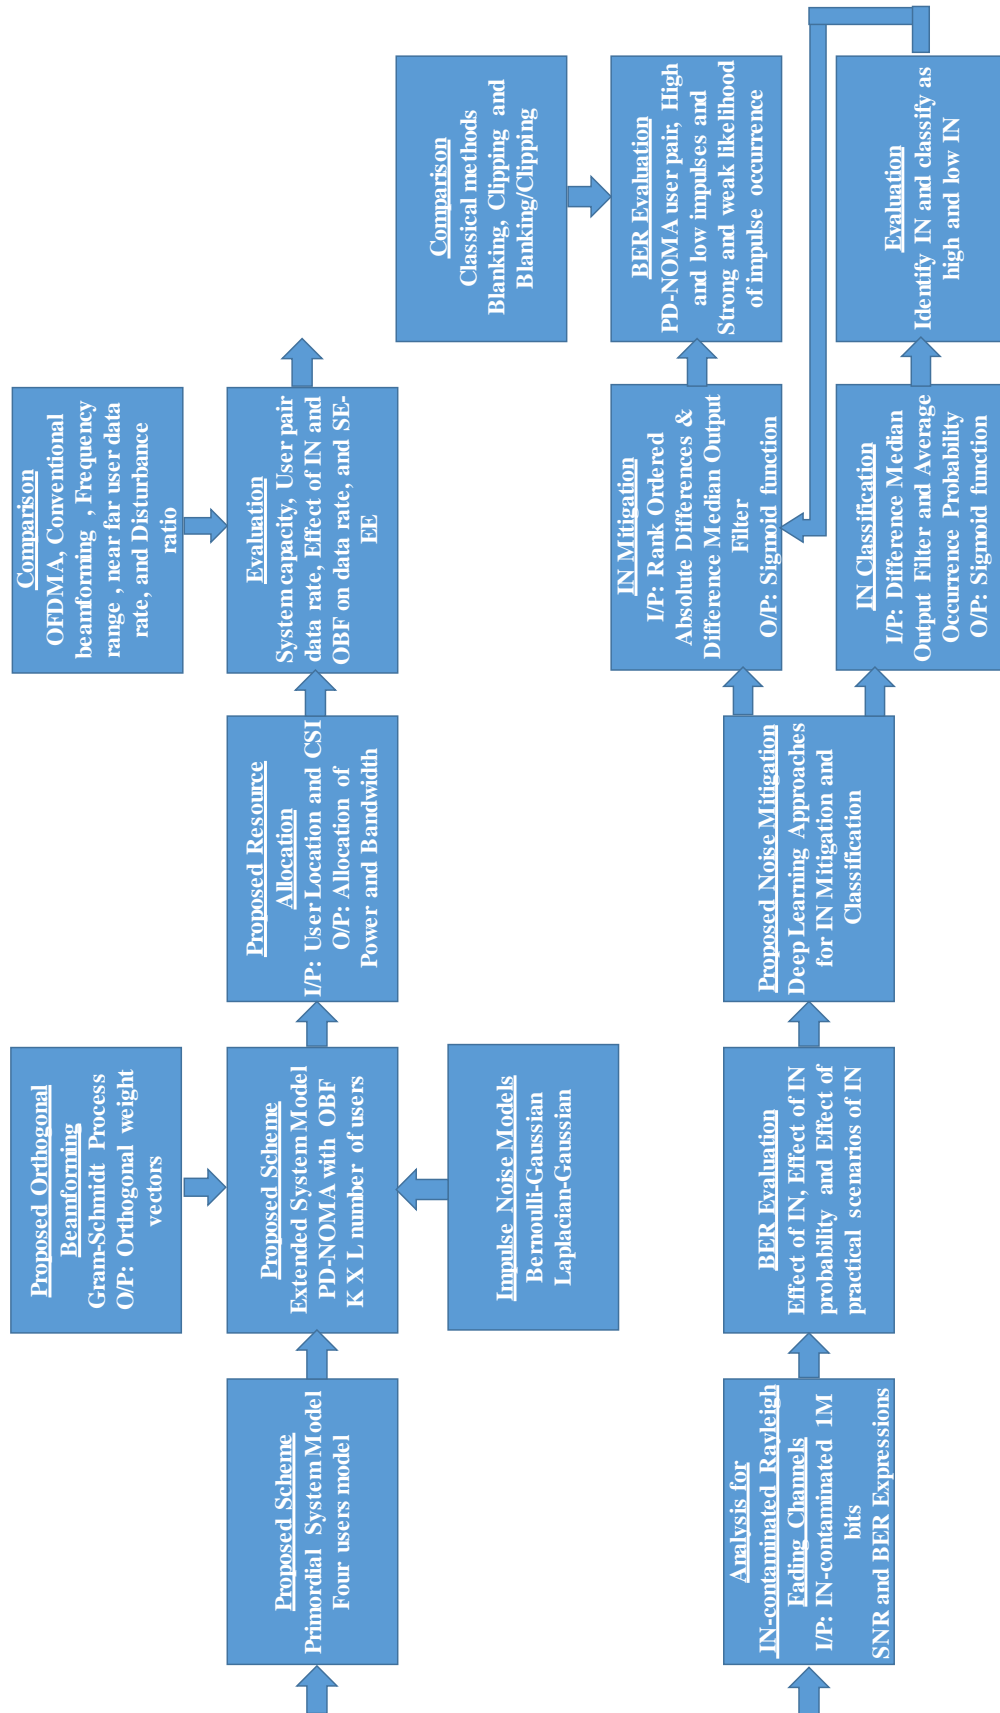 Proposed Scheme
Primordial System Model
Four users model
Proposed Orthogonal
Beamforming
Gram-Schmidt Process
O/P: Orthogonal weight
vectors
Proposed Scheme
Extended System Model
PD-NOMA with OBF
K X L number of users
Impulse Noise Models
Bernoulli-Gaussian
Laplacian-Gaussian
Proposed Resource
Allocation
I/P: User Location and CSI
O/P: Allocation of
Power and Bandwidth
Comparison
OFDMA, Conventional
beamforming , Frequency
range , near far user data
rate, and Disturbance
ratio
Evaluation
System capacity, User pair
data rate, Effect of IN and
OBF on data rate, and SE-
EE
Analysis for
IN-contaminated Rayleigh
Fading Channels
I/P: IN-contaminated 1M
bits
SNR and BER Expressions
BER Evaluation
Effect of IN, Effect of IN
probability and Effect of
practical scenarios of IN
Proposed Noise Mitigation
Deep Learning Approaches
for IN Mitigation and
Classification
IN Mitigation
I/P: Rank Ordered
Absolute Differences &
Difference Median Output
Filter
O/P: Sigmoid function
IN Classification
I/P: Difference Median
Output Filter and Average
Occurrence Probability
O/P: Sigmoid function
Comparison
Classical methods
Blanking, Clipping and
Blanking/Clipping
BER Evaluation
PD-NOMA user pair, High
and low impulses and
Strong and weak likelihood
of impulse occurrence
Evaluation
Identify IN and classify as
high and low IN